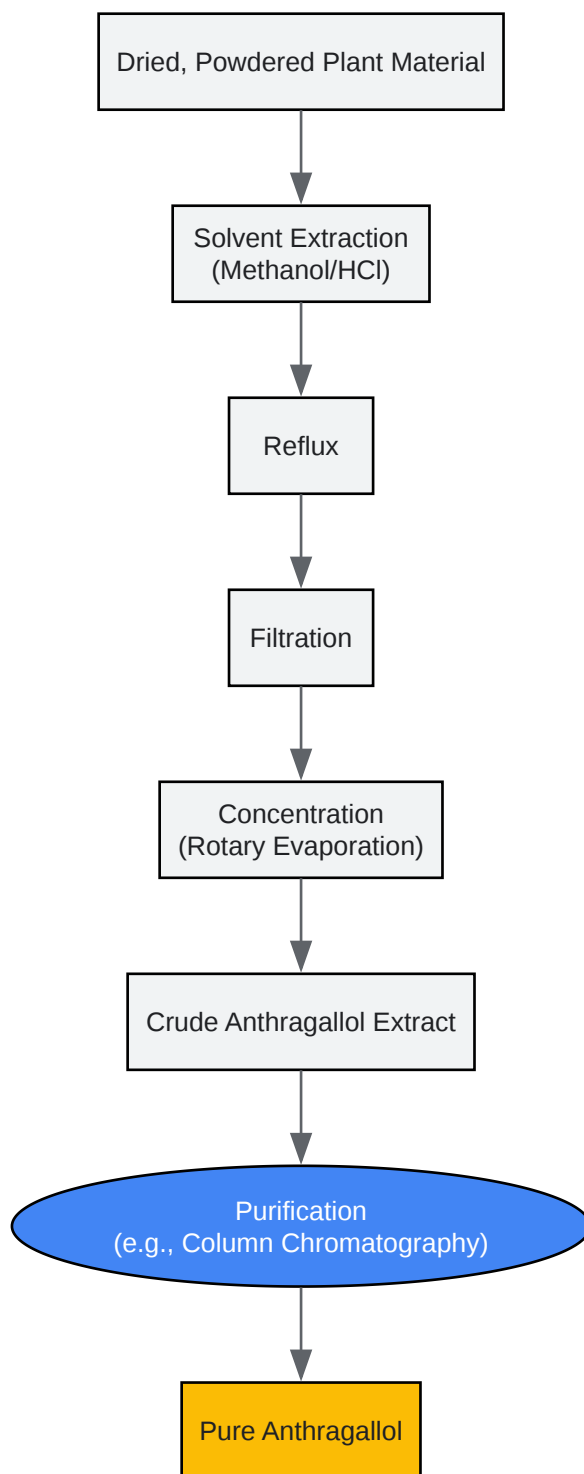 Dried, Powdered Plant Material
Solvent Extraction
(Methanol/HCl)
Reflux
Filtration
Concentration
(Rotary Evaporation)
Crude Anthragallol Extract
Purification
(e.g., Column Chromatography)
Pure Anthragallol